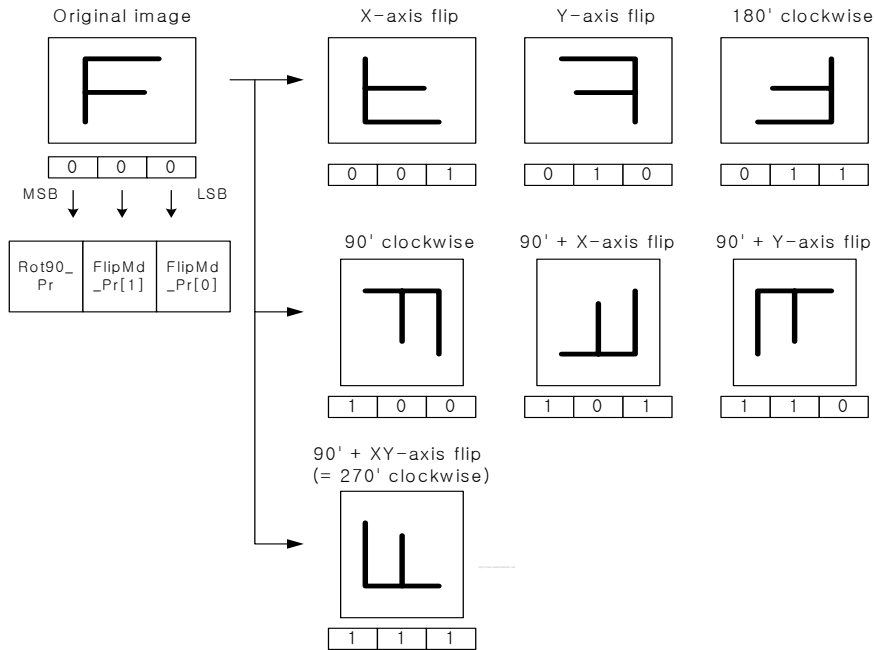 Original image
X-axis flip
Y-axis flip
180' clockwise
0 0 0
0 0 1
0 1 0
0 1 1
MSB
LSB
Rot90_
Pr
FlipMd
_Pr[1]
FlipMd
_Pr[0]
90' clockwise
90' + X-axis flip
90' + Y-axis flip
1 0 0
1 0 1
1 1 0
90' + XY-axis flip
(= 270' clockwise)
1 1 1